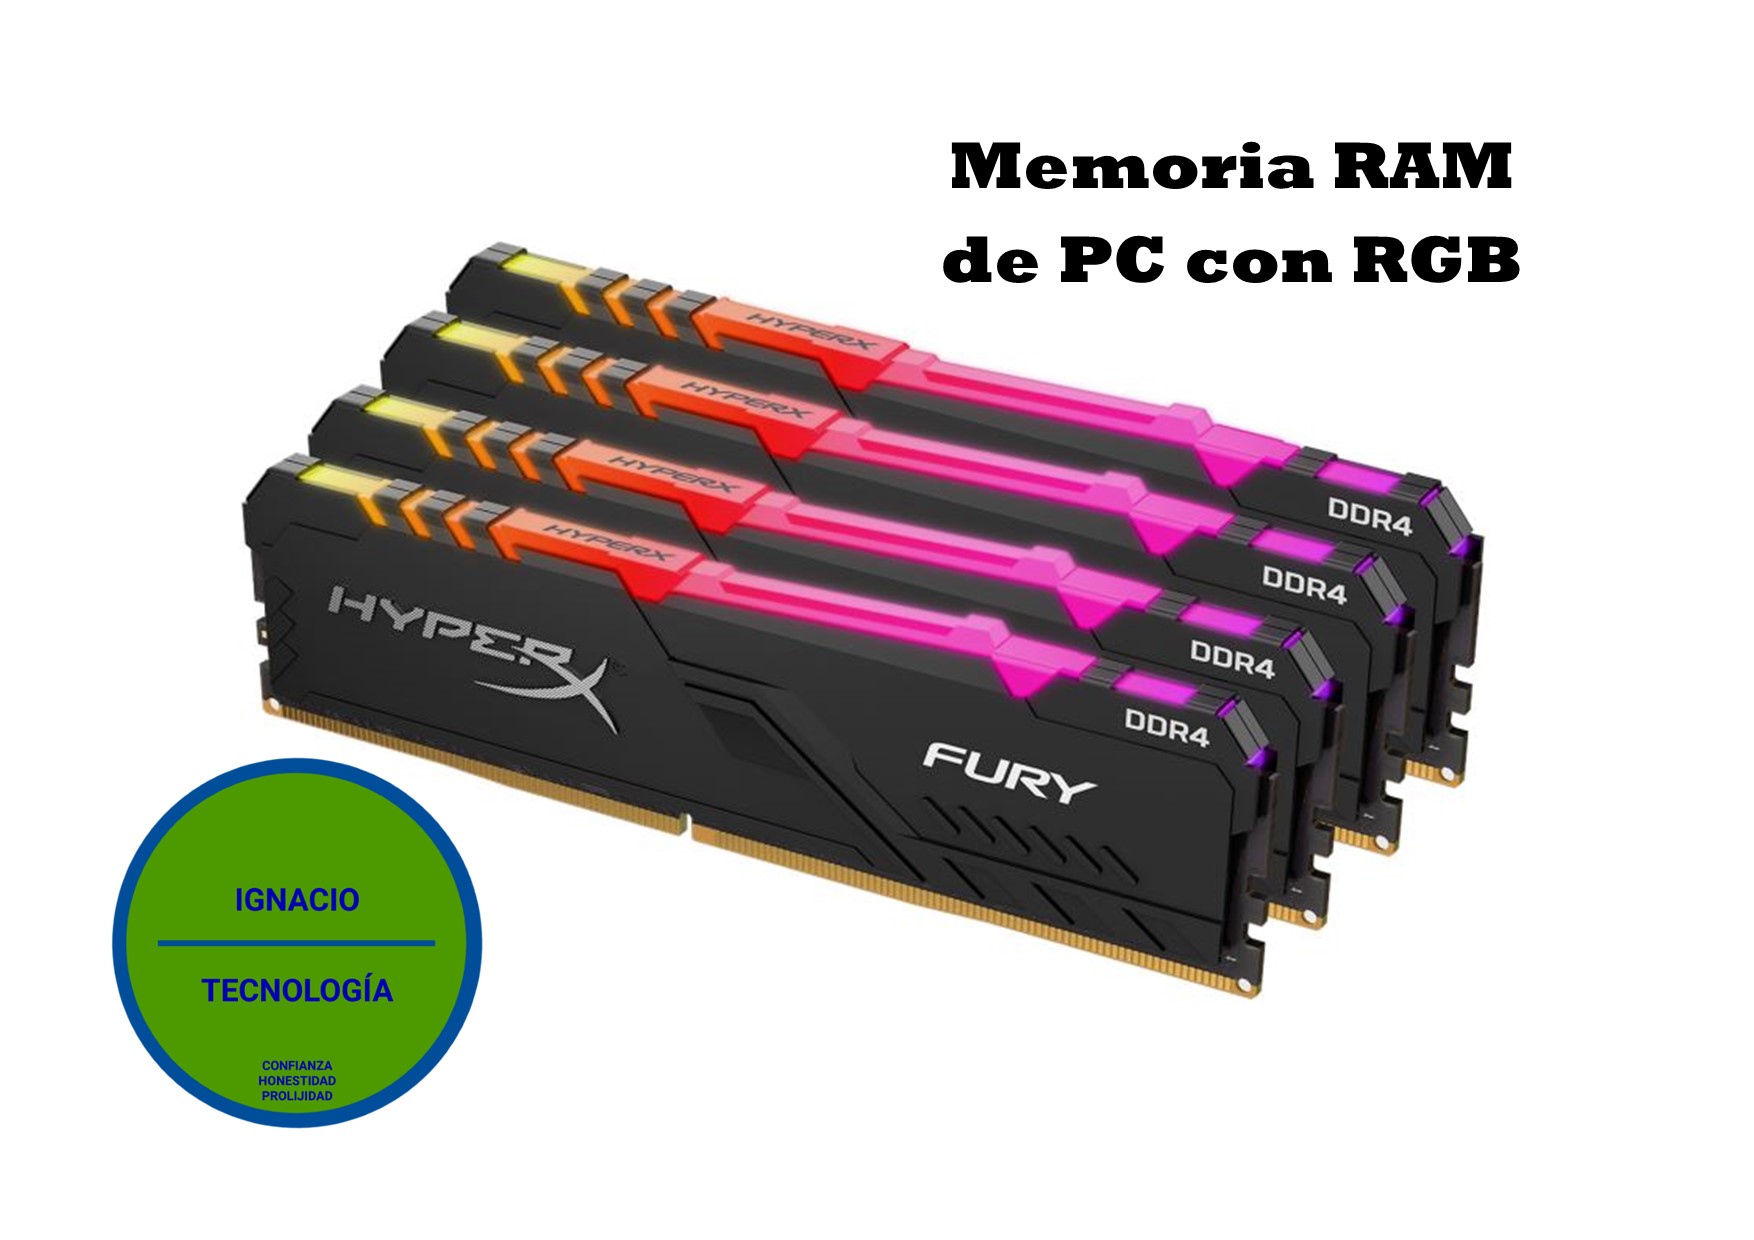 Memoria RAM
de PC con RGB
HYPERX
DDR4
HYPERX
DDR4
HYPERX
DDR4
HYPERX
HYPERX
DDR4
FURY
IGNACIO
TECNOLOGÍA
CONFIANZA
HONESTIDAD
PROLIJIDAD